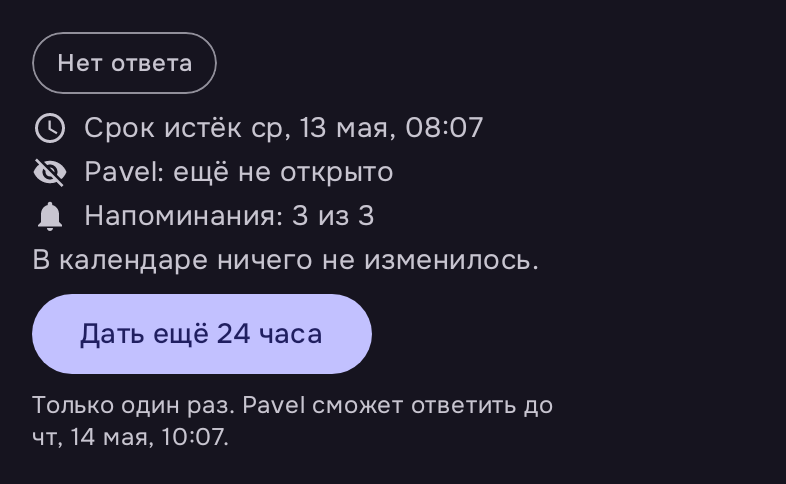 Нет ответа
Срок истёк ср, 13 мая, 08:07
Pavel: ещё не открыто
Напоминания: 3 из 3
В календаре ничего не изменилось.
Дать ещё 24 часа
Только один раз. Pavel сможет ответить до
чт, 14 мая, 10:07.